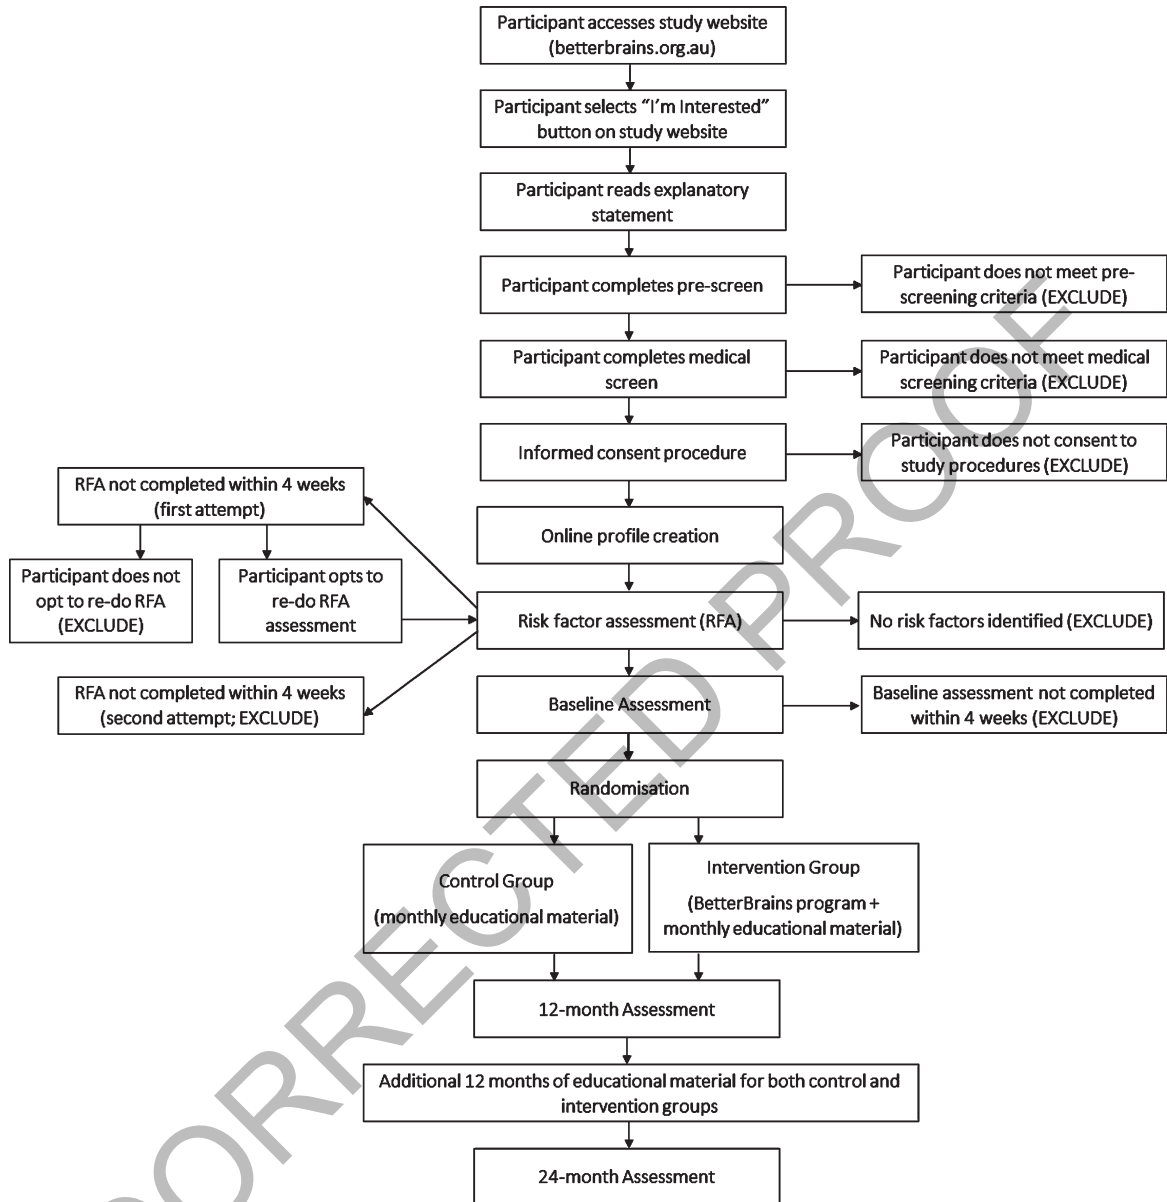 Participant accesses study website
(betterbrains.org.au)
Participant selects “I’m Interested”
button on study website
Participant reads explanatory
statement
Participant completes pre-screen
Participant does not meet pre-
screening criteria (EXCLUDE)
Participant completes medical
screen
Participant does not meet medical
screening criteria (EXCLUDE)
Informed consent procedure
Participant does not consent to
study procedures (EXCLUDE)
RFA not completed within 4 weeks
(first attempt)
Online profile creation
Participant does not
opt to re-do RFA
(EXCLUDE)
Participant opts to
re-do RFA
assessment
Risk factor assessment (RFA)
No risk factors identified (EXCLUDE)
RFA not completed within 4 weeks
(second attempt; EXCLUDE)
Baseline Assessment
Baseline assessment not completed
within 4 weeks (EXCLUDE)
Randomisation
Control Group
(monthly educational material)
Intervention Group
(BetterBrains program +
monthly educational material)
12-month Assessment
Additional 12 months of educational material for both control and
intervention groups
24-month Assessment
ORRECTED PROOF